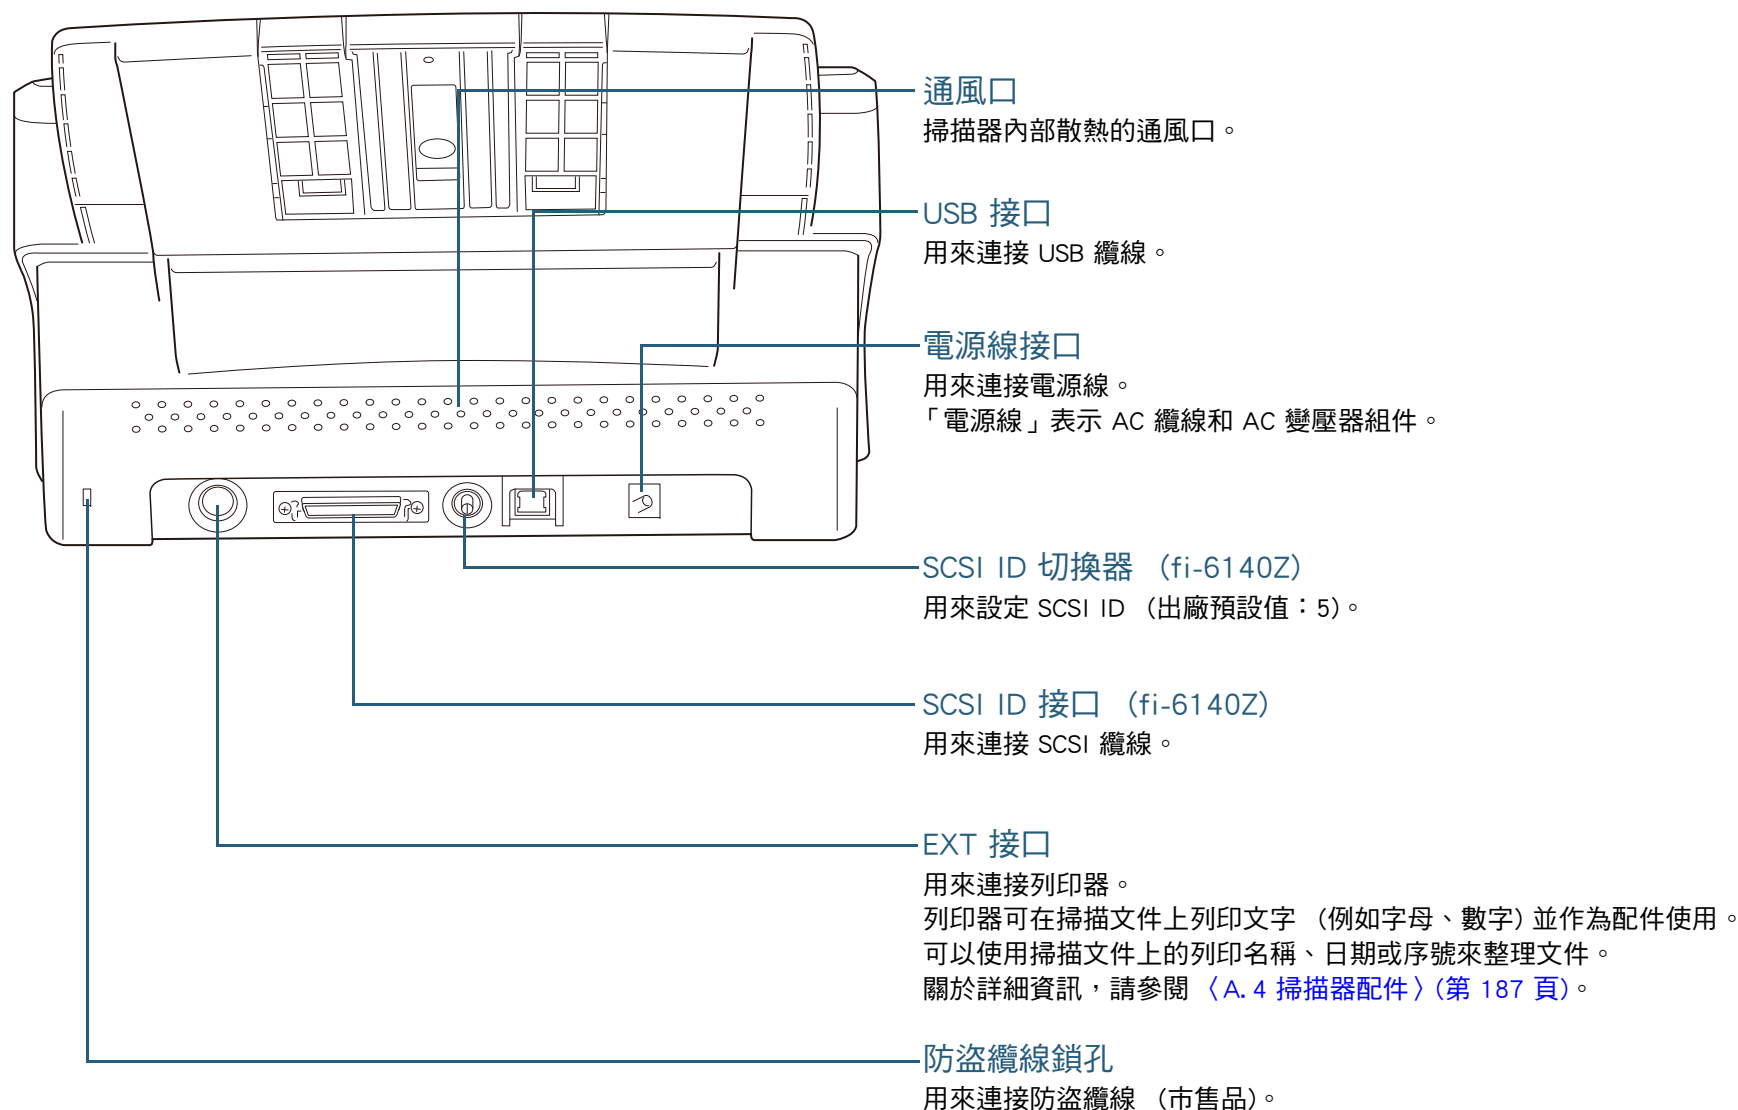 通風口
掃描器內部散熱的通風口。
USB 接口
用來連接 USB 纜線。
電源線接口
用來連接電源線。
「電源線」表示 AC 纜線和 AC 變壓器組件。
SCSI ID 切換器 （fi-6140Z）
用來設定 SCSI ID （出廠預設值：5）。
SCSI ID 接口 （fi-6140Z）
用來連接 SCSI 纜線。
EXT 接口
用來連接列印器。
列印器可在掃描文件上列印文字 （例如字母、數字）並作為配件使用。
可以使用掃描文件上的列印名稱、日期或序號來整理文件。
關於詳細資訊，請參閱 〈A.4 掃描器配件〉（第 187 頁）。
防盜纜線鎖孔
用來連接防盜纜線 （市售品）。